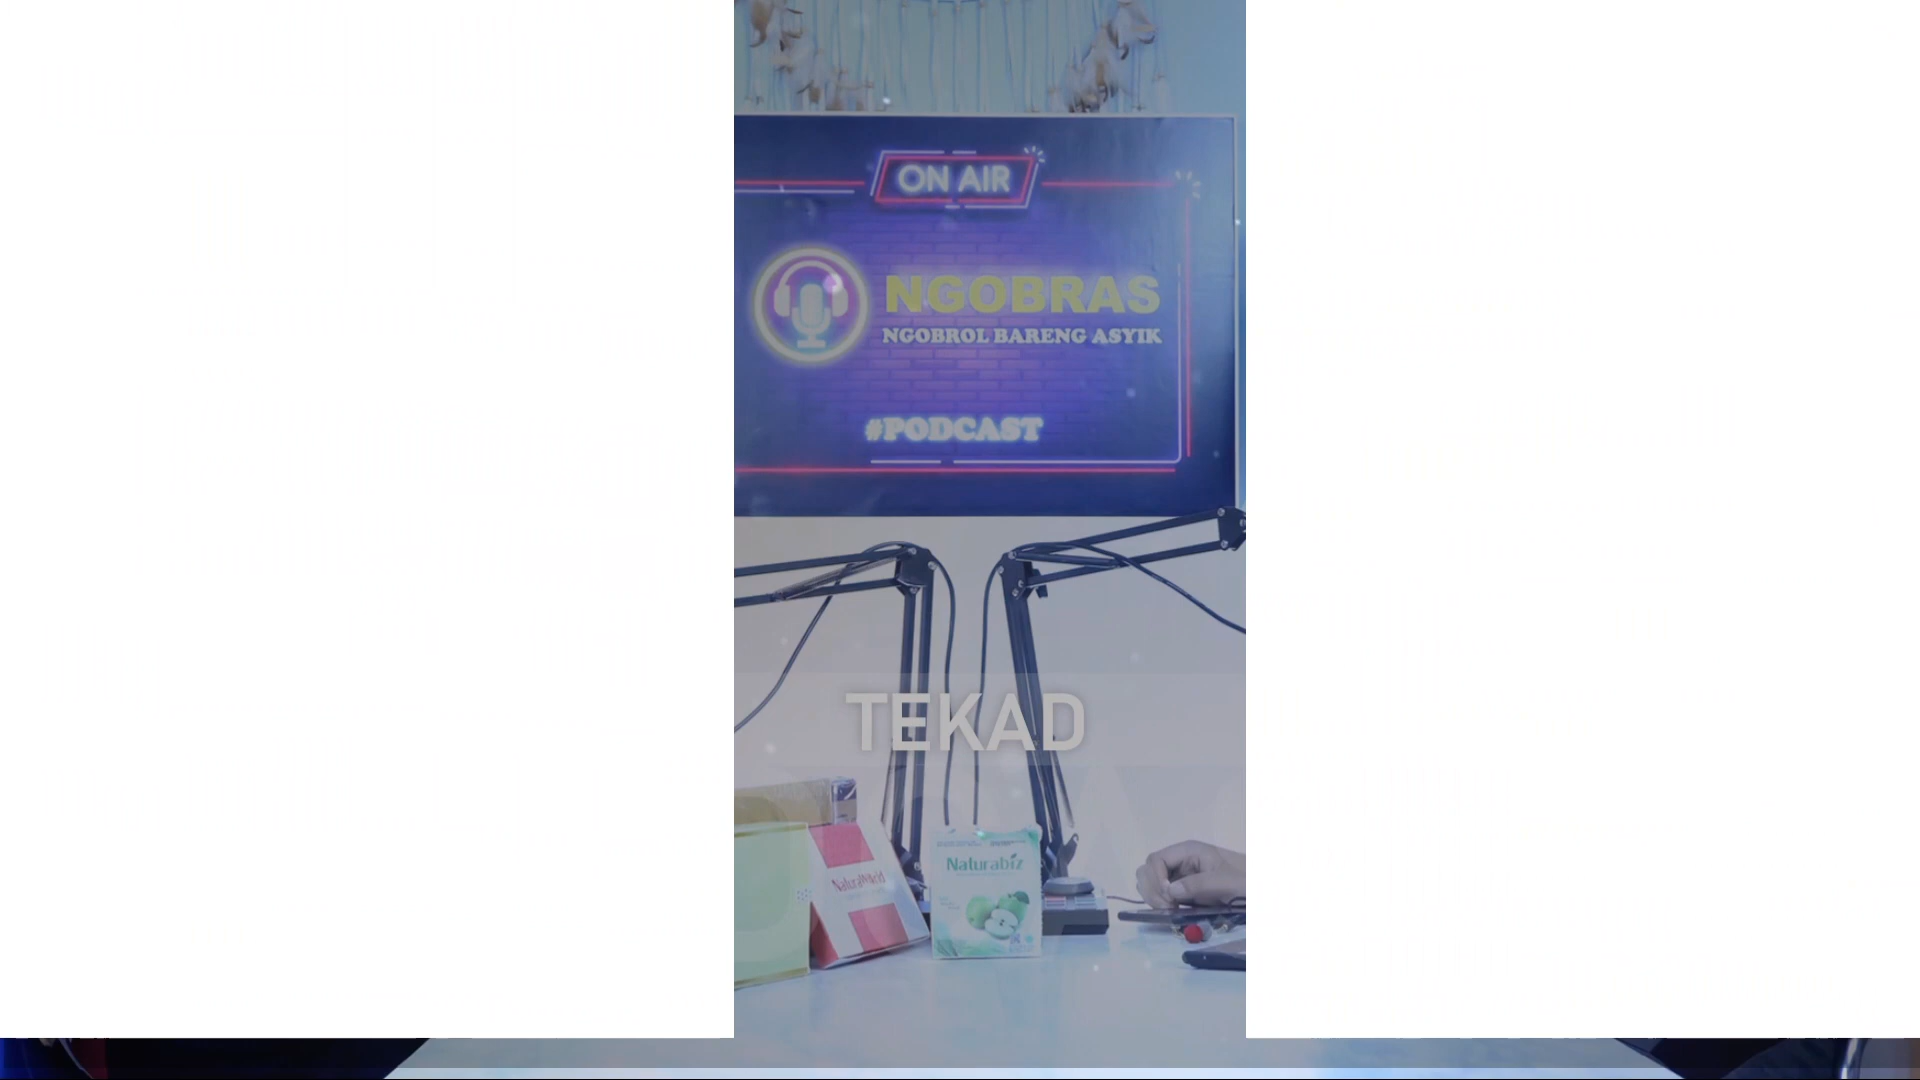 ON AIR
NGOBRAS
NGOBROL BARENG ASYIK
#PODCAST
TEKAD
Naturabiz